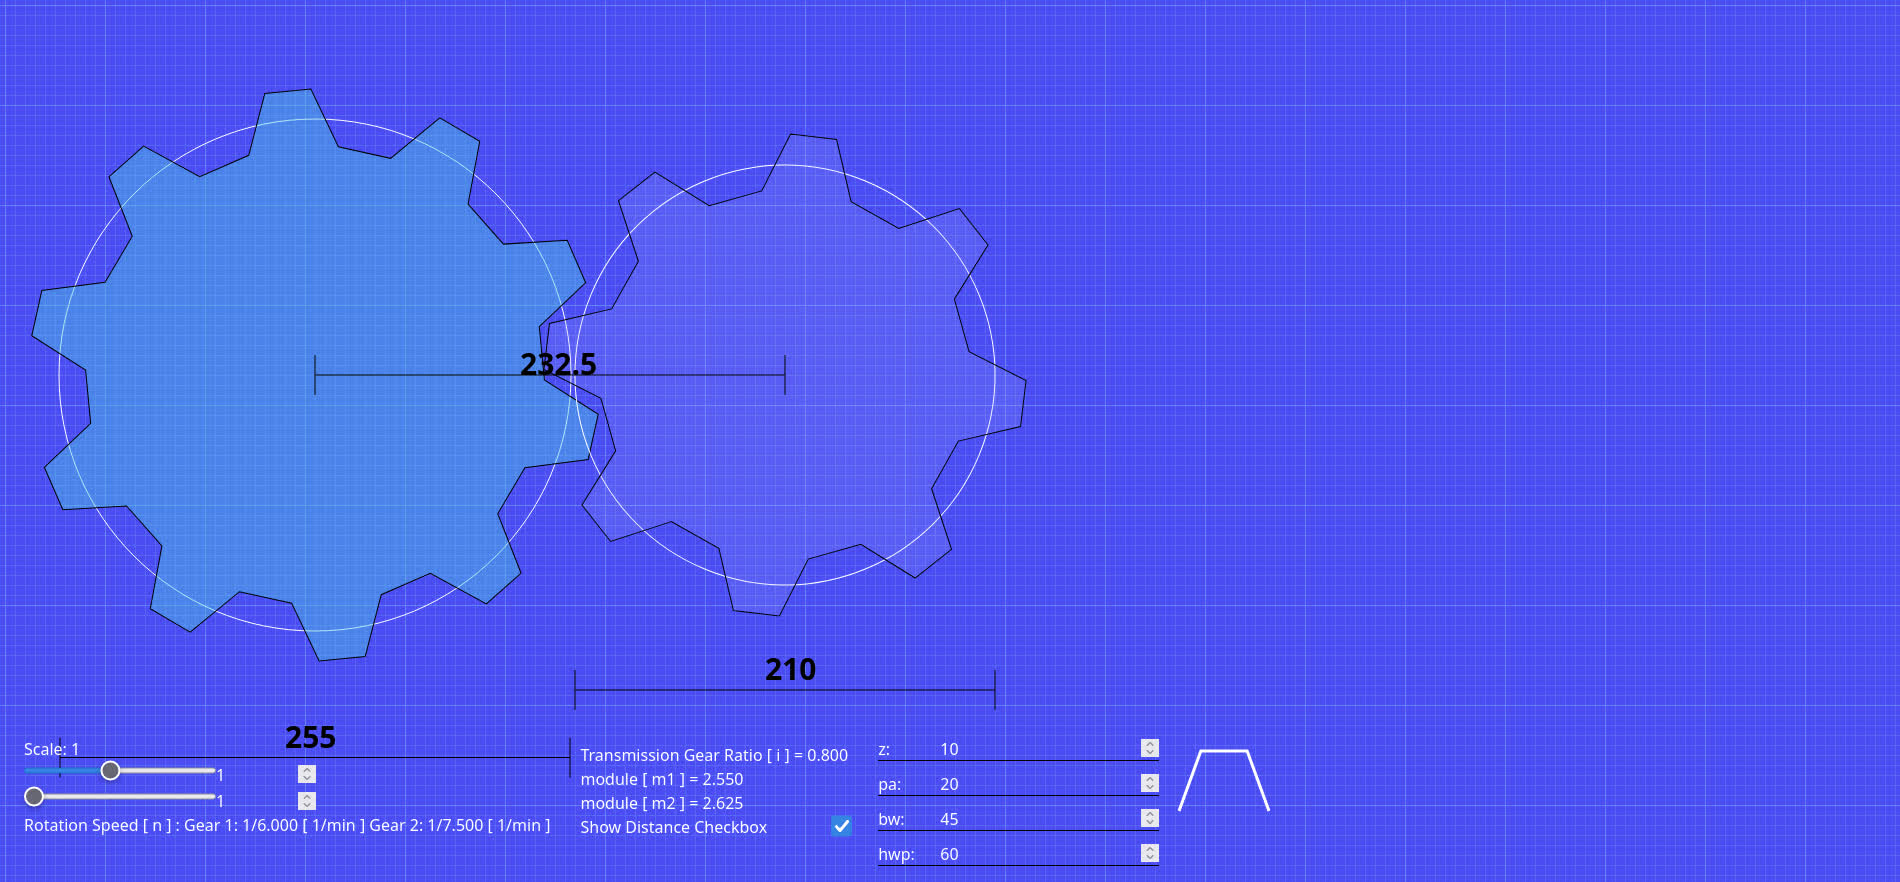 232.5
210
255
Scale: 1
1
1
Rotation Speed [ n ] : Gear 1: 1/6.000 [ 1/min ] Gear 2: 1/7.500 [ 1/min ]
Transmission Gear Ratio [ i ] = 0.800
module [ m1 ] = 2.550
module [ m2 ] = 2.625
Show Distance Checkbox
z: 10
pa: 20
bw: 45
hwp: 60